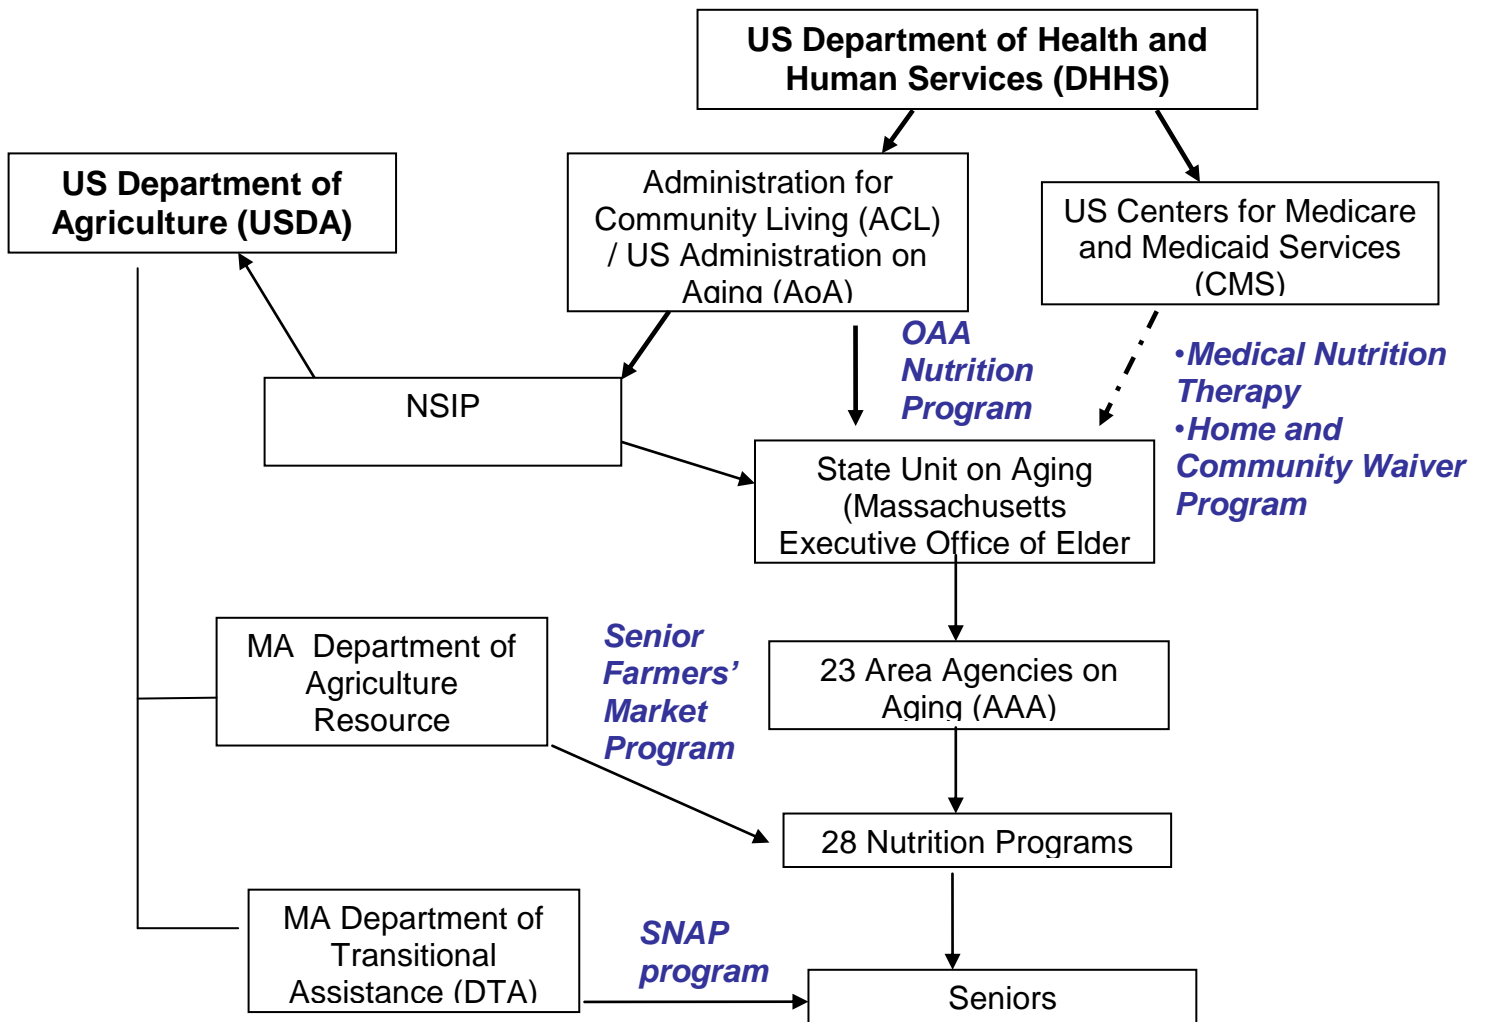 US Department of Health and
Human Services (DHHS)
US Department of
Agriculture (USDA)
Administration for
Community Living (ACL)
/ US Administration on
Aging (AoA)
US Centers for Medicare
and Medicaid Services
(CMS)
OAA
Nutrition
Program
•Medical Nutrition
Therapy
•Home and
Community Waiver
Program
NSIP
State Unit on Aging
(Massachusetts
Executive Office of Elder
MA Department of
Agriculture
Resource
Senior
Farmers’
Market
Program
23 Area Agencies on
Aging (AAA)
28 Nutrition Programs
MA Department of
Transitional
Assistance (DTA)
SNAP
program
Seniors